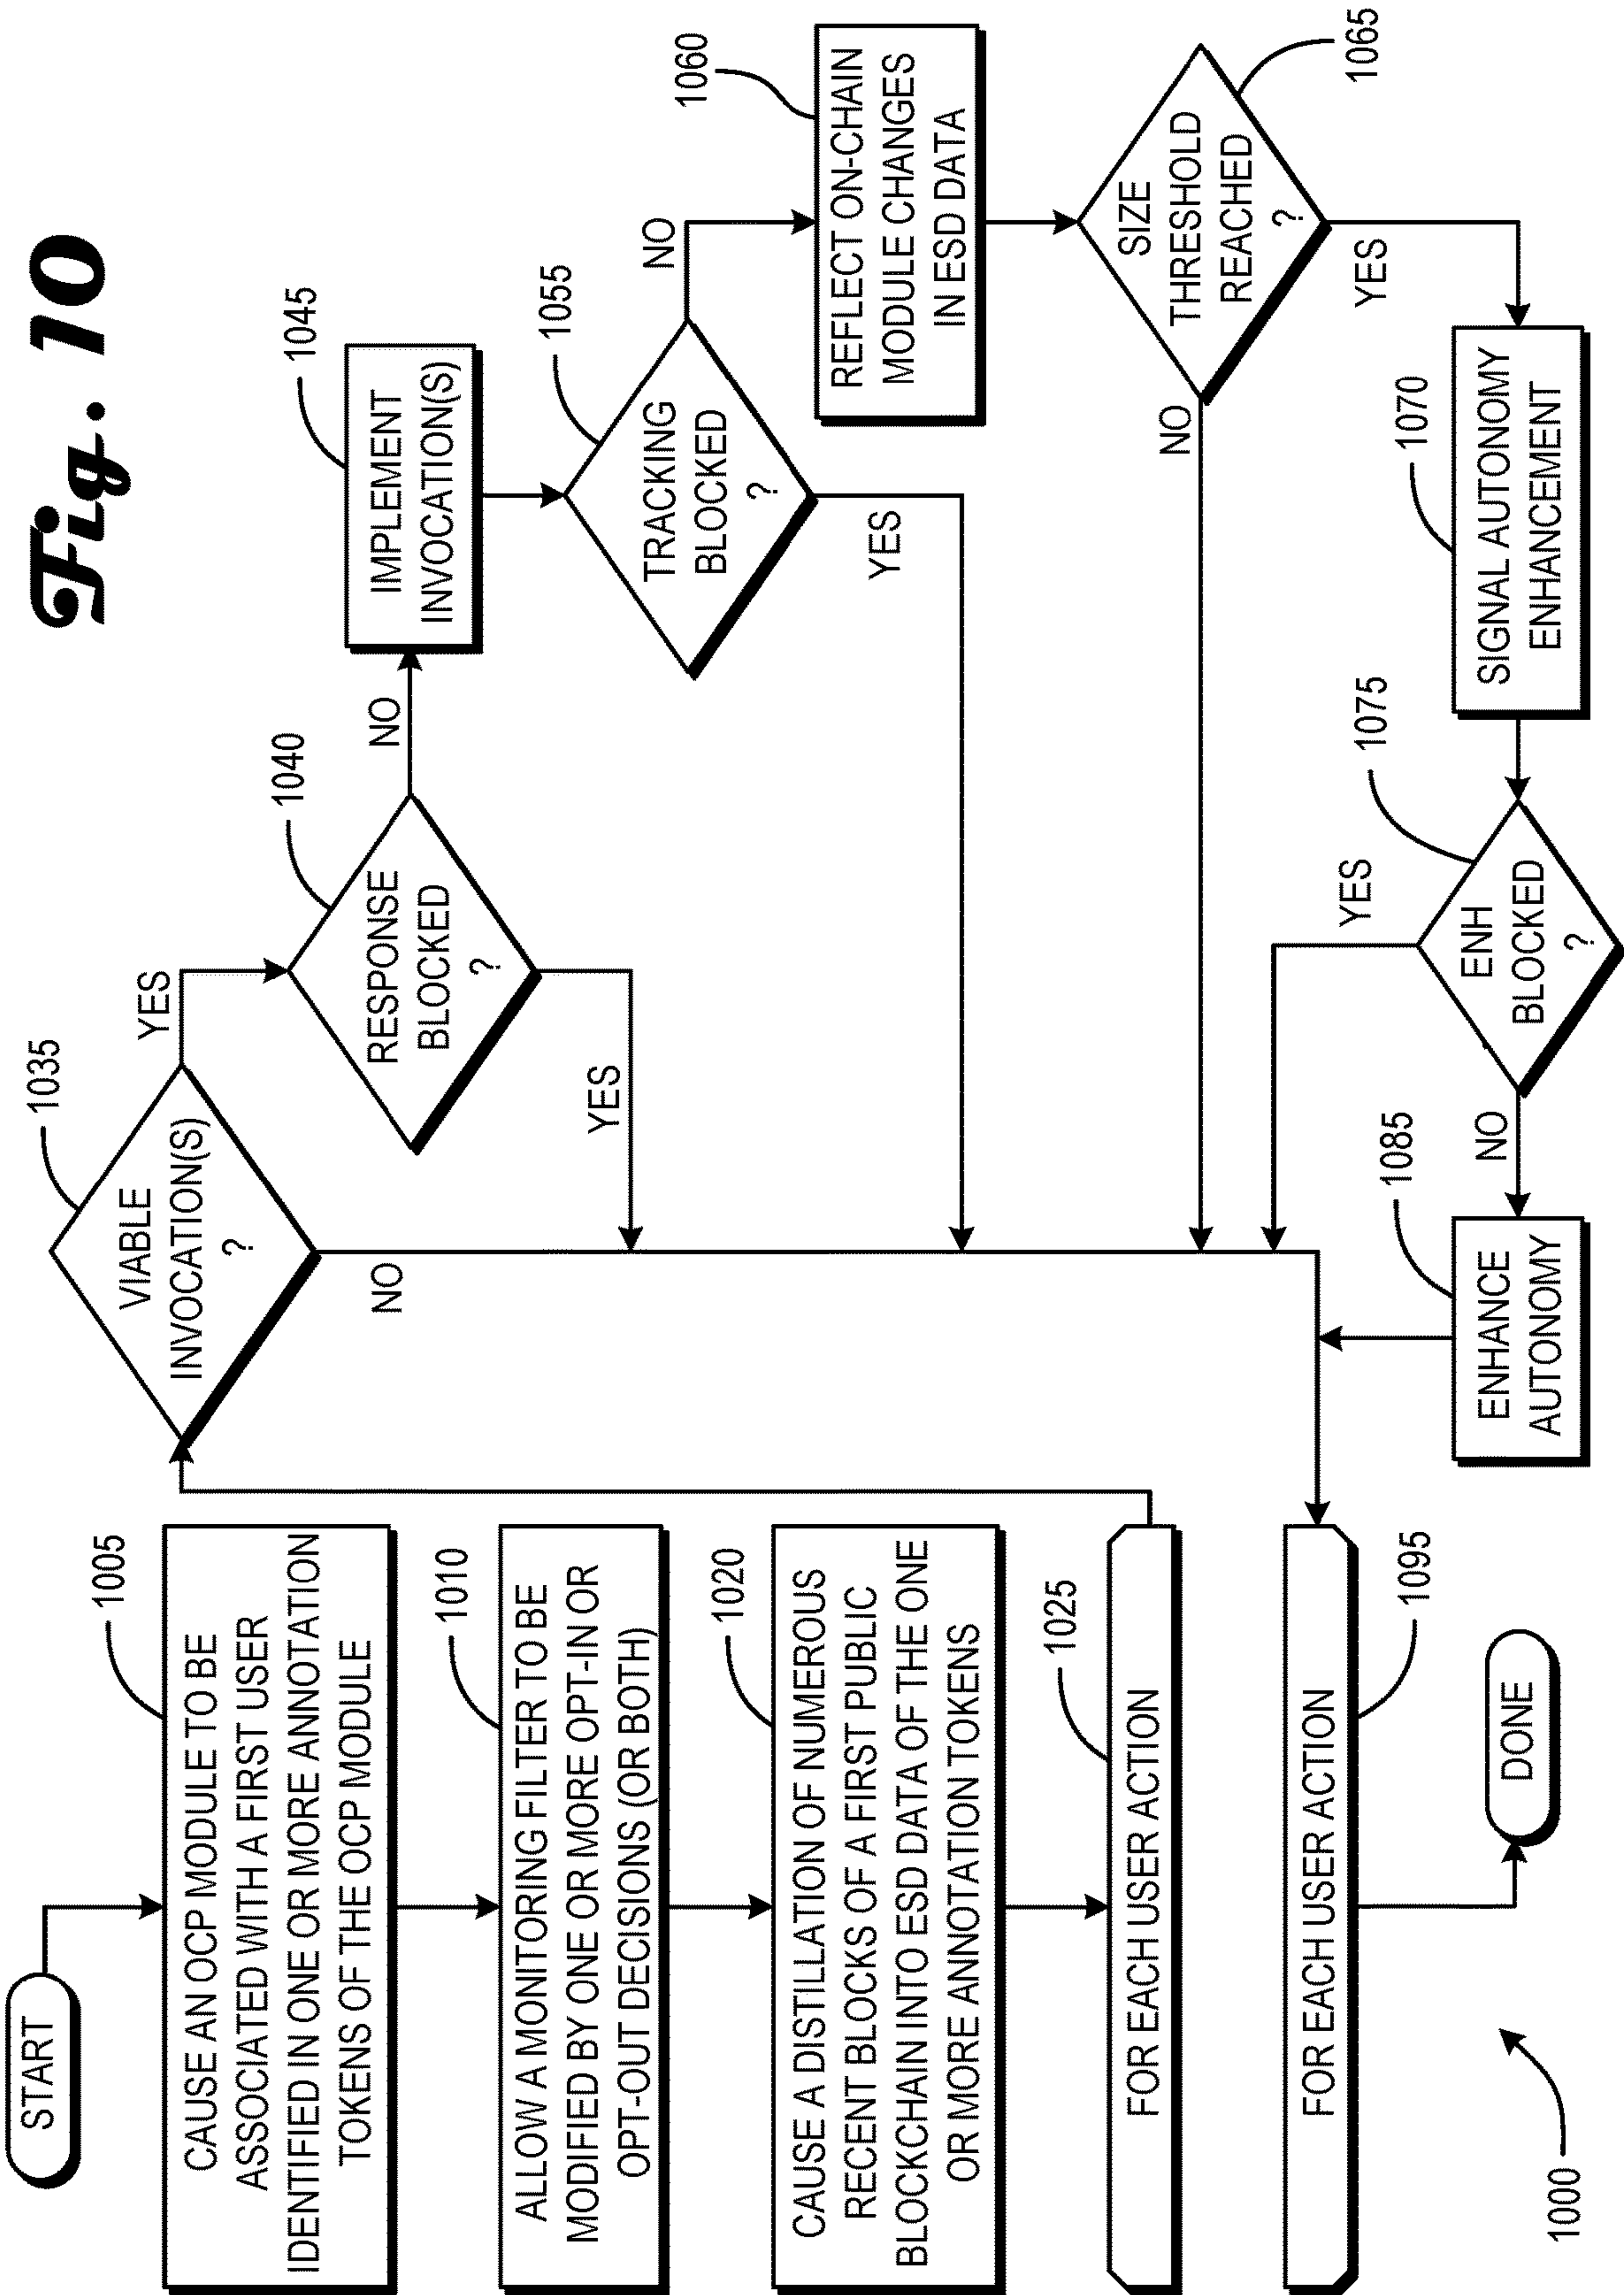 Fig. 10
START
1005
CAUSE AN OCP MODULE TO BE
ASSOCIATED WITH A FIRST USER
IDENTIFIED IN ONE OR MORE ANNOTATION
TOKENS OF THE OCP MODULE
1010
ALLOW A MONITORING FILTER TO BE
MODIFIED BY ONE OR MORE OPT-IN OR
OPT-OUT DECISIONS (OR BOTH)
1020
CAUSE A DISTILLATION OF NUMEROUS
RECENT BLOCKS OF A FIRST PUBLIC
BLOCKCHAIN INTO ESD DATA OF THE ONE
OR MORE ANNOTATION TOKENS
1025
FOR EACH USER ACTION
1035
VIABLE
INVOCATION(S)
?
YES
NO
1040
RESPONSE
BLOCKED
?
NO
YES
1045
IMPLEMENT
INVOCATION(S)
1055
TRACKING
BLOCKED
?
NO
YES
1060
REFLECT ON-CHAIN
MODULE CHANGES
IN ESD DATA
1065
SIZE
THRESHOLD
REACHED
?
NO
YES
1070
SIGNAL AUTONOMY
ENHANCEMENT
1075
ENH
BLOCKED
?
YES
NO
1085
ENHANCE
AUTONOMY
1095
FOR EACH USER ACTION
DONE
1000